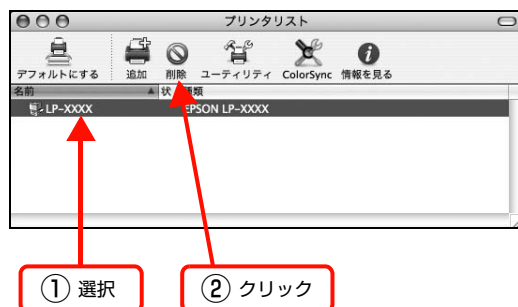 プリンタリスト
デフォルトにする 追加 削除 ユーティリティ ColorSync 情報を見る
名前 状 種類
LP-XXXX EPSON LP-XXXX
① 選択 ② クリック